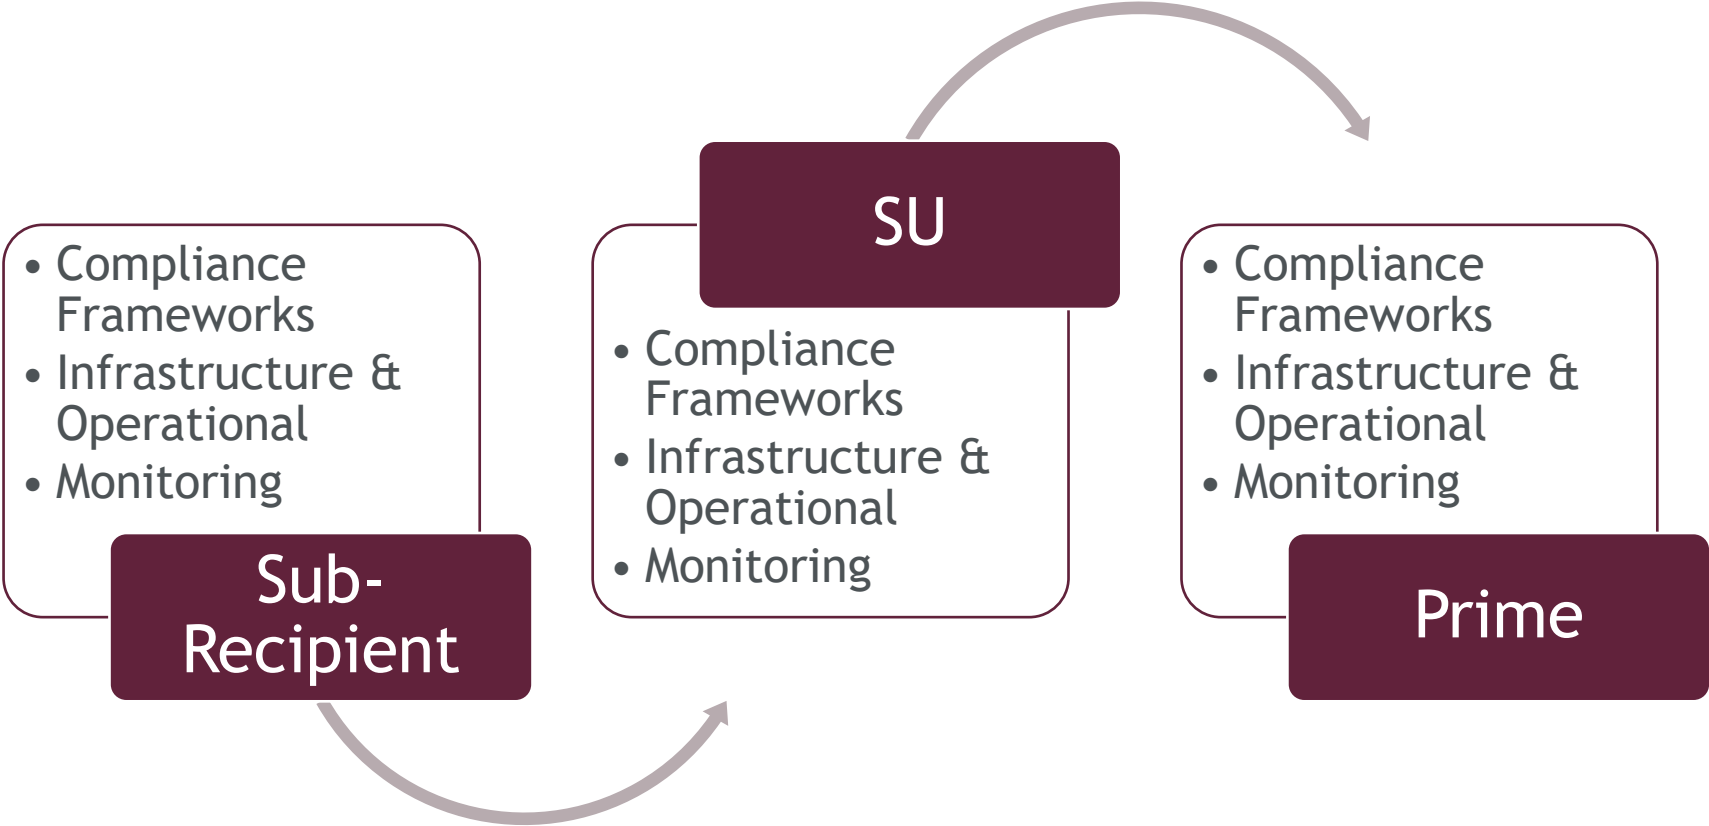 • Compliance
Frameworks
• Infrastructure &
Operational
• Monitoring
Sub-
Recipient
SU
• Compliance
Frameworks
• Infrastructure &
Operational
• Monitoring
• Compliance
Frameworks
• Infrastructure &
Operational
• Monitoring
Prime